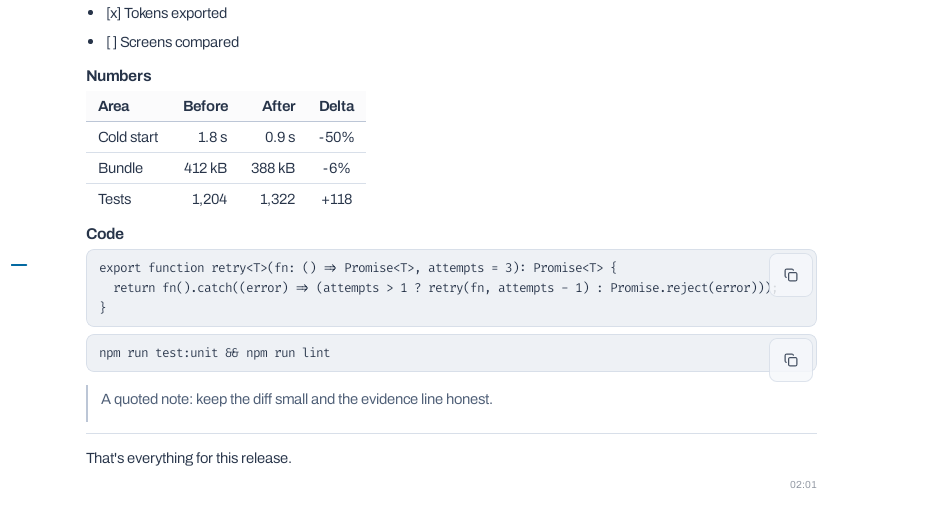 [x] Tokens exported
[ ] Screens compared
Numbers
Area Before After Delta
Cold start 1.8 s 0.9 s -50%
Bundle 412 kB 388 kB -6%
Tests 1,204 1,322 +118
Code
export function retry<T>(fn: () => Promise<T>, attempts = 3): Promise<T> {
  return fn().catch((error) => (attempts > 1 ? retry(fn, attempts - 1) : Promise.reject(error)));
}
npm run test:unit && npm run lint
A quoted note: keep the diff small and the evidence line honest.
That's everything for this release.
02:01